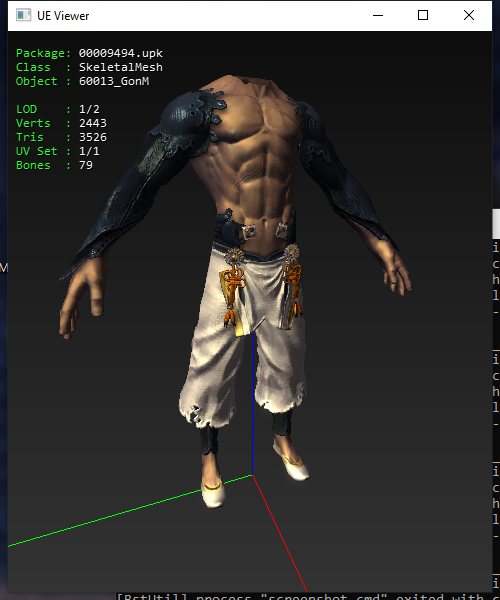 UE Viewer
Package: 00009494.upk
Class  : SkeletalMesh
Object : 60013_GonM
LOD    : 1/2
Verts  : 2443
Tris   : 3526
UV Set : 1/1
Bones  : 79
M
i
c
h
l
-
i
c
h
l
-
i
c
h
l
-
i
[BstUtil] process "screenshot.cmd" exited with c